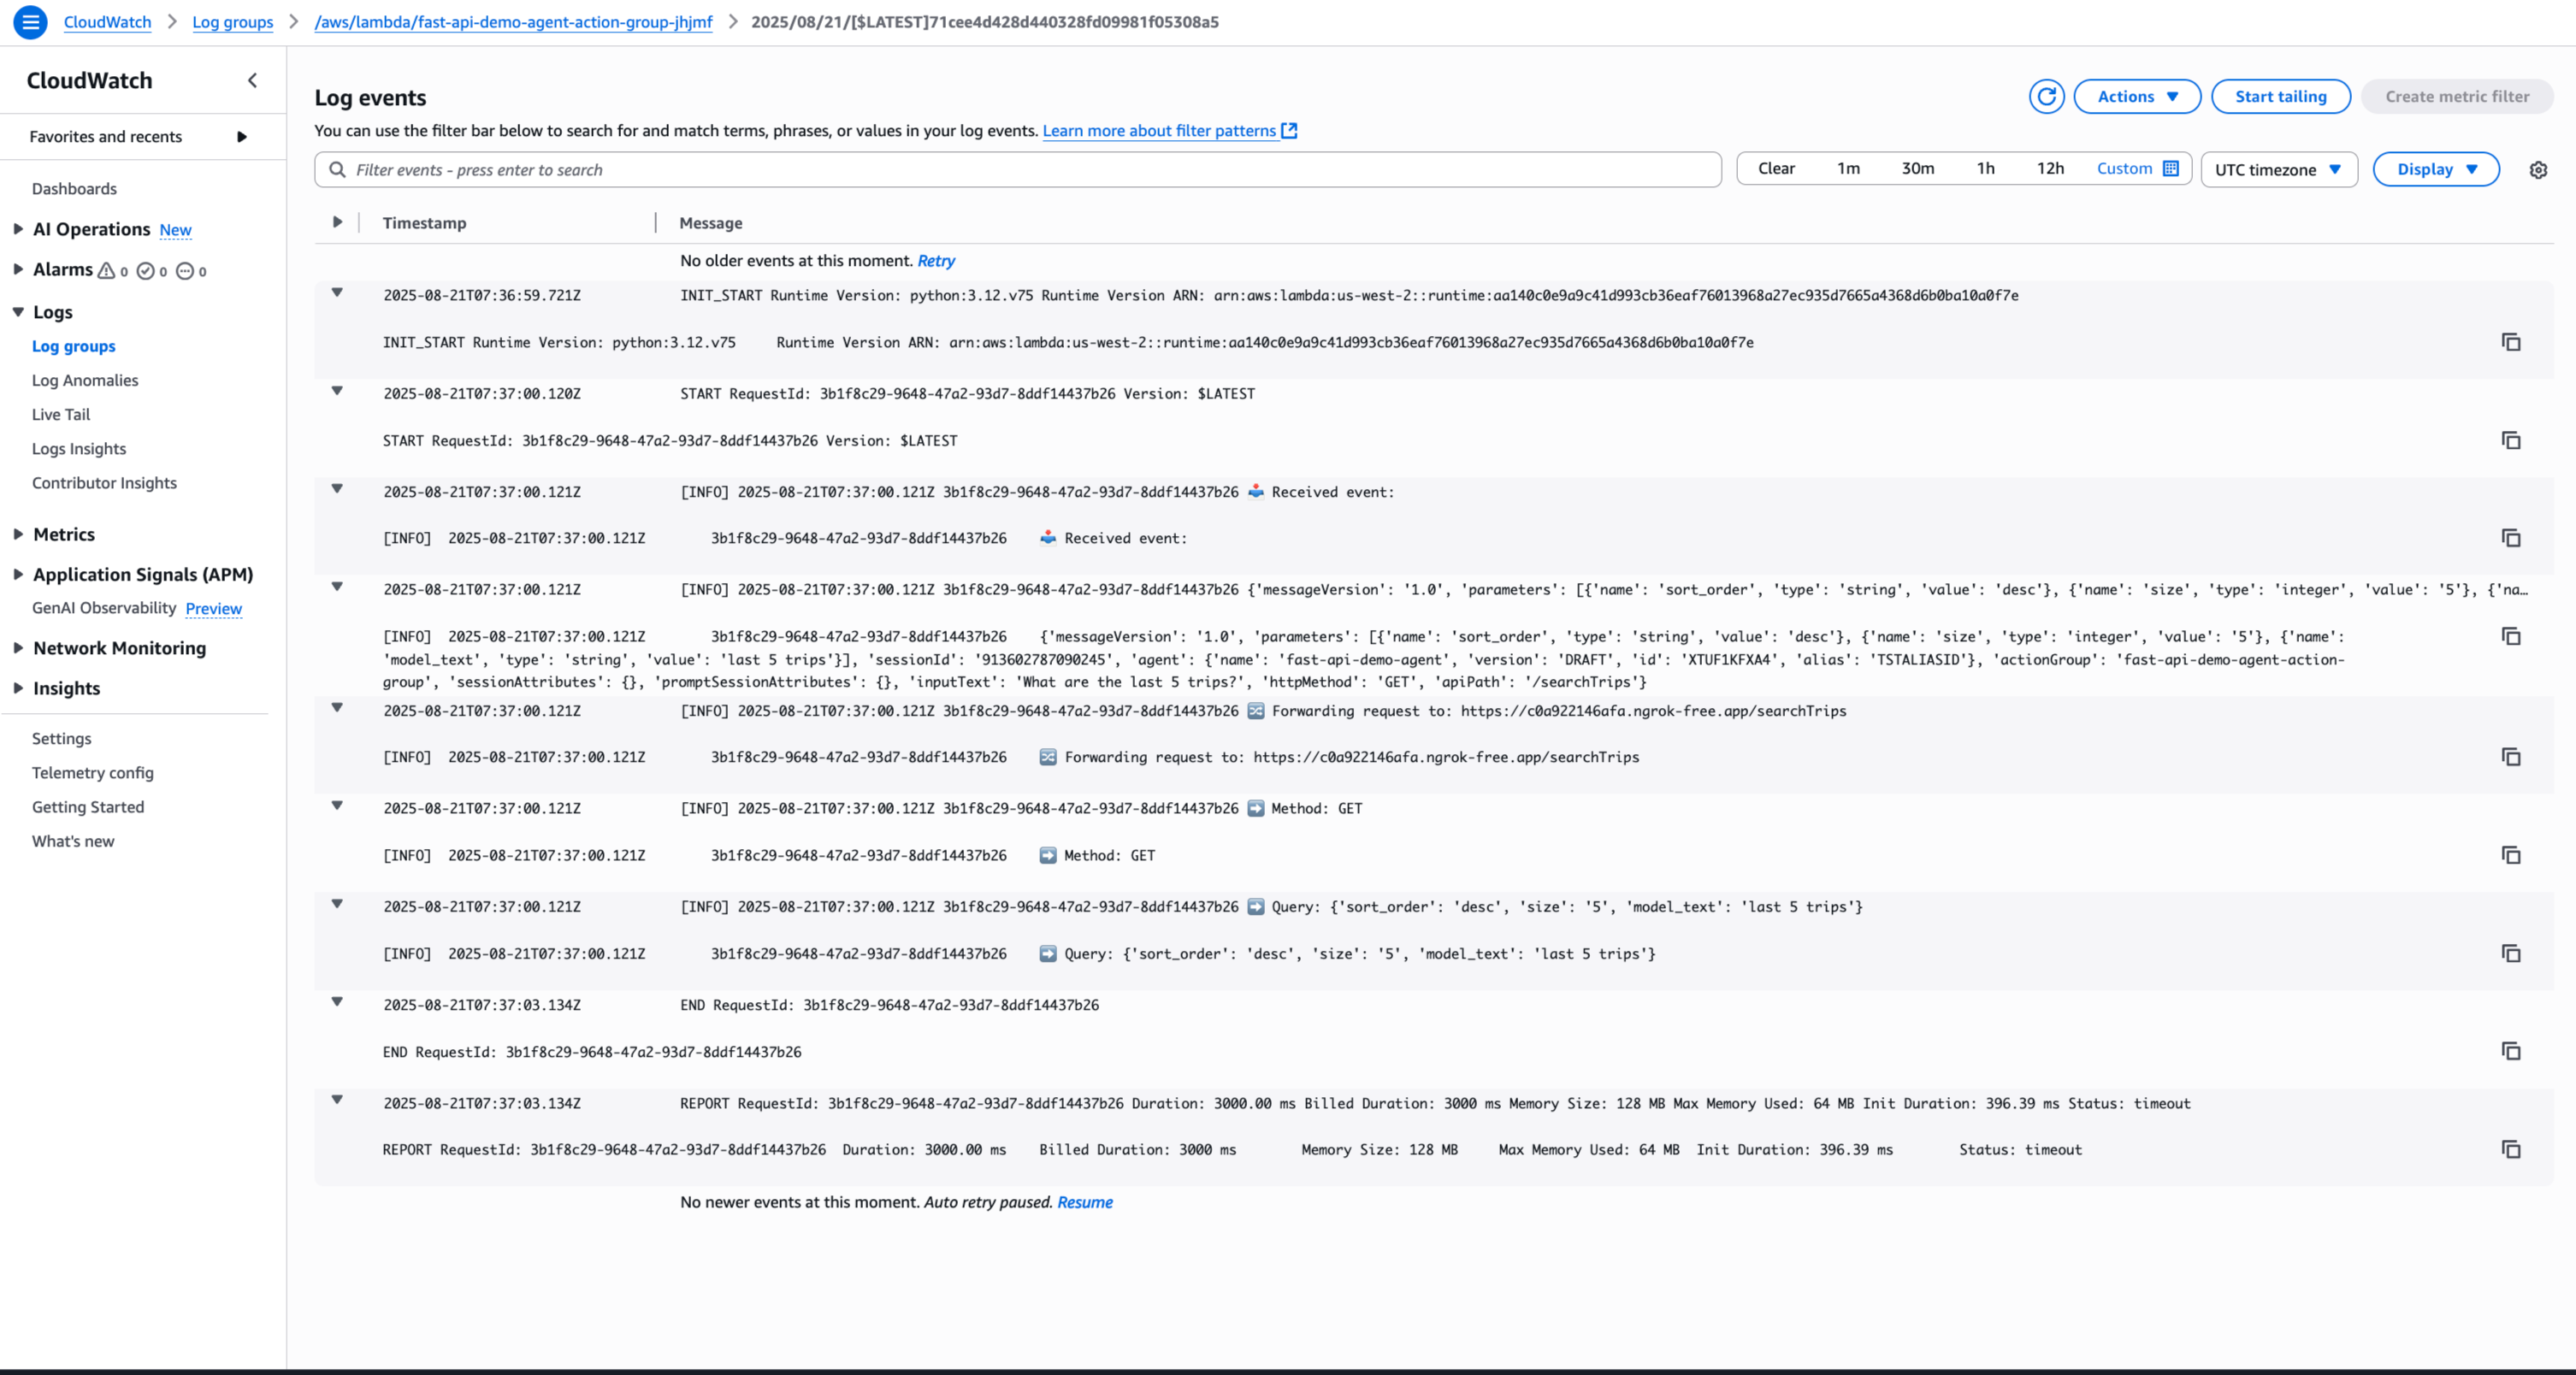 CloudWatch > Log groups > /aws/lambda/fast-api-demo-agent-action-group-jhjmf > 2025/08/21/[$LATEST]71cee4d428d440328fd09981f05308a5
CloudWatch
Favorites and recents
Dashboards
AI Operations New
Alarms 0 0 0
Logs
Log groups
Log Anomalies
Live Tail
Logs Insights
Contributor Insights
Metrics
Application Signals (APM)
GenAI Observability Preview
Network Monitoring
Insights
Settings
Telemetry config
Getting Started
What's new
Log events
Actions
Start tailing
Create metric filter
You can use the filter bar below to search for and match terms, phrases, or values in your log events. Learn more about filter patterns
Filter events - press enter to search
Clear 1m 30m 1h 12h Custom UTC timezone Display
Timestamp Message
No older events at this moment. Retry
2025-08-21T07:36:59.721Z INIT_START Runtime Version: python:3.12.v75 Runtime Version ARN: arn:aws:lambda:us-west-2::runtime:aa140c0e9a9c41d993cb36eaf76013968a27ec935d7665a4368d6b0ba10a0f7e
INIT_START Runtime Version: python:3.12.v75 Runtime Version ARN: arn:aws:lambda:us-west-2::runtime:aa140c0e9a9c41d993cb36eaf76013968a27ec935d7665a4368d6b0ba10a0f7e
2025-08-21T07:37:00.120Z START RequestId: 3b1f8c29-9648-47a2-93d7-8ddf14437b26 Version: $LATEST
START RequestId: 3b1f8c29-9648-47a2-93d7-8ddf14437b26 Version: $LATEST
2025-08-21T07:37:00.121Z [INFO] 2025-08-21T07:37:00.121Z 3b1f8c29-9648-47a2-93d7-8ddf14437b26 📥 Received event:
[INFO] 2025-08-21T07:37:00.121Z 3b1f8c29-9648-47a2-93d7-8ddf14437b26 📥 Received event:
2025-08-21T07:37:00.121Z [INFO] 2025-08-21T07:37:00.121Z 3b1f8c29-9648-47a2-93d7-8ddf14437b26 {'messageVersion': '1.0', 'parameters': [{'name': 'sort_order', 'type': 'string', 'value': 'desc'}, {'name': 'size', 'type': 'integer', 'value': '5'}, {'na…
[INFO] 2025-08-21T07:37:00.121Z 3b1f8c29-9648-47a2-93d7-8ddf14437b26 {'messageVersion': '1.0', 'parameters': [{'name': 'sort_order', 'type': 'string', 'value': 'desc'}, {'name': 'size', 'type': 'integer', 'value': '5'}, {'name':
'model_text', 'type': 'string', 'value': 'last 5 trips'}], 'sessionId': '913602787090245', 'agent': {'name': 'fast-api-demo-agent', 'version': 'DRAFT', 'id': 'XTUF1KFXA4', 'alias': 'TSTALIASID'}, 'actionGroup': 'fast-api-demo-agent-action-
group', 'sessionAttributes': {}, 'promptSessionAttributes': {}, 'inputText': 'What are the last 5 trips?', 'httpMethod': 'GET', 'apiPath': '/searchTrips'}
2025-08-21T07:37:00.121Z [INFO] 2025-08-21T07:37:00.121Z 3b1f8c29-9648-47a2-93d7-8ddf14437b26 🔀 Forwarding request to: https://c0a922146afa.ngrok-free.app/searchTrips
[INFO] 2025-08-21T07:37:00.121Z 3b1f8c29-9648-47a2-93d7-8ddf14437b26 🔀 Forwarding request to: https://c0a922146afa.ngrok-free.app/searchTrips
2025-08-21T07:37:00.121Z [INFO] 2025-08-21T07:37:00.121Z 3b1f8c29-9648-47a2-93d7-8ddf14437b26 ➡️ Method: GET
[INFO] 2025-08-21T07:37:00.121Z 3b1f8c29-9648-47a2-93d7-8ddf14437b26 ➡️ Method: GET
2025-08-21T07:37:00.121Z [INFO] 2025-08-21T07:37:00.121Z 3b1f8c29-9648-47a2-93d7-8ddf14437b26 ➡️ Query: {'sort_order': 'desc', 'size': '5', 'model_text': 'last 5 trips'}
[INFO] 2025-08-21T07:37:00.121Z 3b1f8c29-9648-47a2-93d7-8ddf14437b26 ➡️ Query: {'sort_order': 'desc', 'size': '5', 'model_text': 'last 5 trips'}
2025-08-21T07:37:03.134Z END RequestId: 3b1f8c29-9648-47a2-93d7-8ddf14437b26
END RequestId: 3b1f8c29-9648-47a2-93d7-8ddf14437b26
2025-08-21T07:37:03.134Z REPORT RequestId: 3b1f8c29-9648-47a2-93d7-8ddf14437b26 Duration: 3000.00 ms Billed Duration: 3000 ms Memory Size: 128 MB Max Memory Used: 64 MB Init Duration: 396.39 ms Status: timeout
REPORT RequestId: 3b1f8c29-9648-47a2-93d7-8ddf14437b26 Duration: 3000.00 ms Billed Duration: 3000 ms Memory Size: 128 MB Max Memory Used: 64 MB Init Duration: 396.39 ms Status: timeout
No newer events at this moment. Auto retry paused. Resume